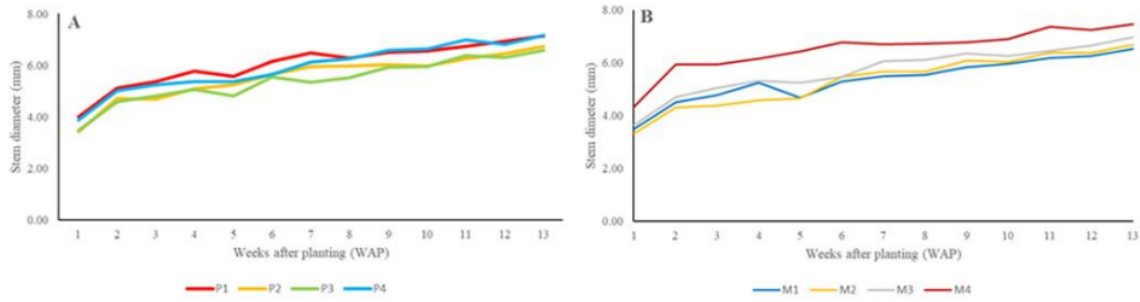 A
8.00
6.00
4.00
2.00
0.00
Stem diameter (mm)
1 2 3 4 5 6 7 8 9 10 11 12 13
Weeks after planting (WAP)
P1 P2 P3 P4
B
8.00
6.00
4.00
2.00
0.00
Stem dimeter (mm)
1 2 3 4 5 6 7 8 9 10 11 12 13
Weeks after planting (WAP)
M1 M2 M3 M4